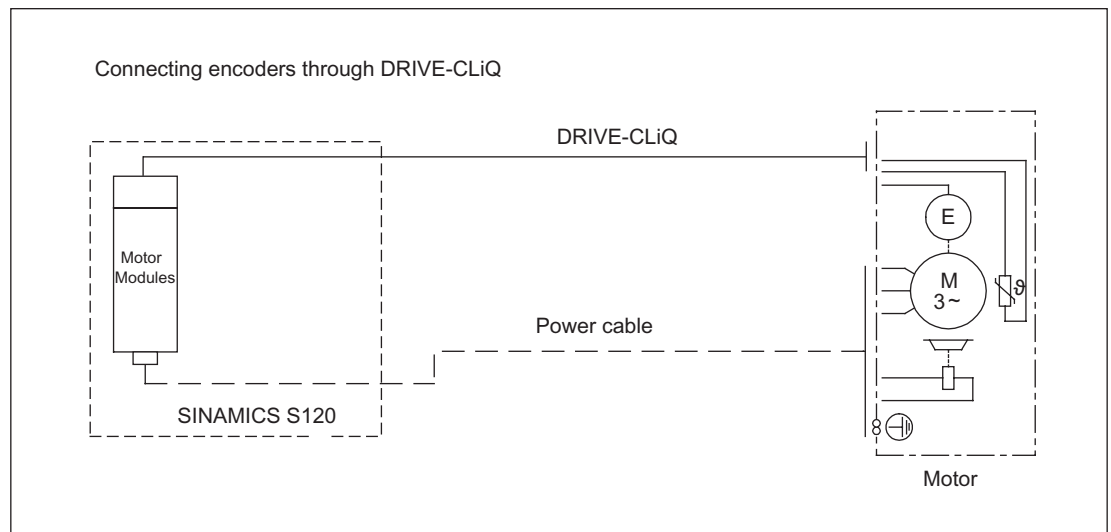 Connecting encoders through DRIVE-CLiQ
DRIVE-CLiQ
E
Motor
Modules
M
3~
ϑ
Power cable
SINAMICS S120
Motor